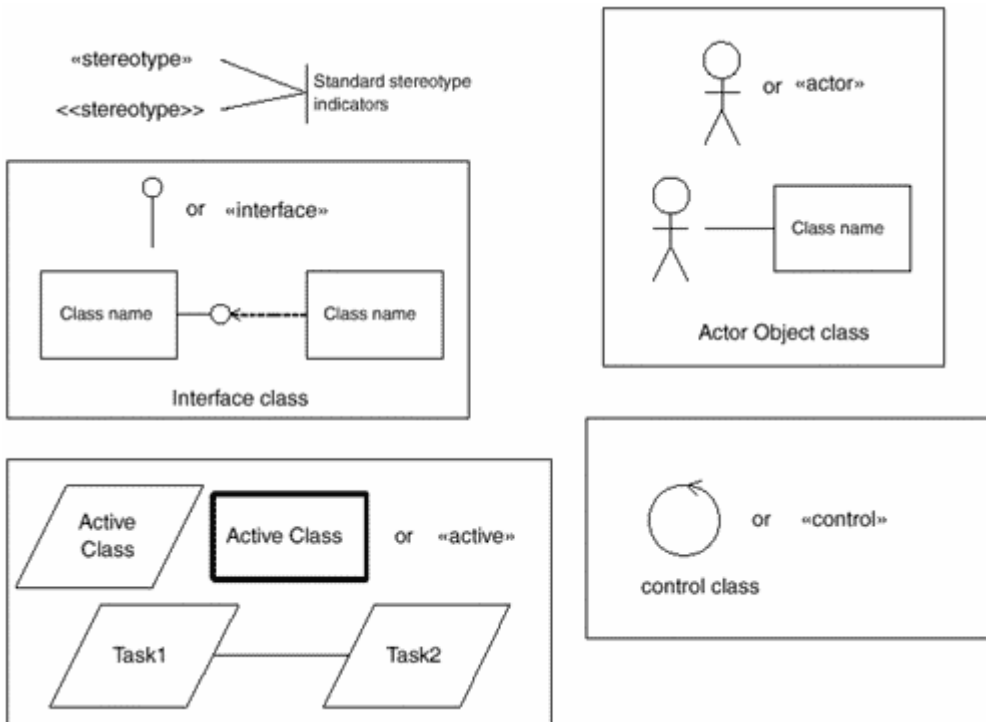 «stereotype»
<<stereotype>>
Standard stereotype
indicators
or «interface»
Class name
Class name
Interface class
or «actor»
Class name
Actor Object class
Active
Class
Active Class
or «active»
Task1
Task2
or «control»
control class